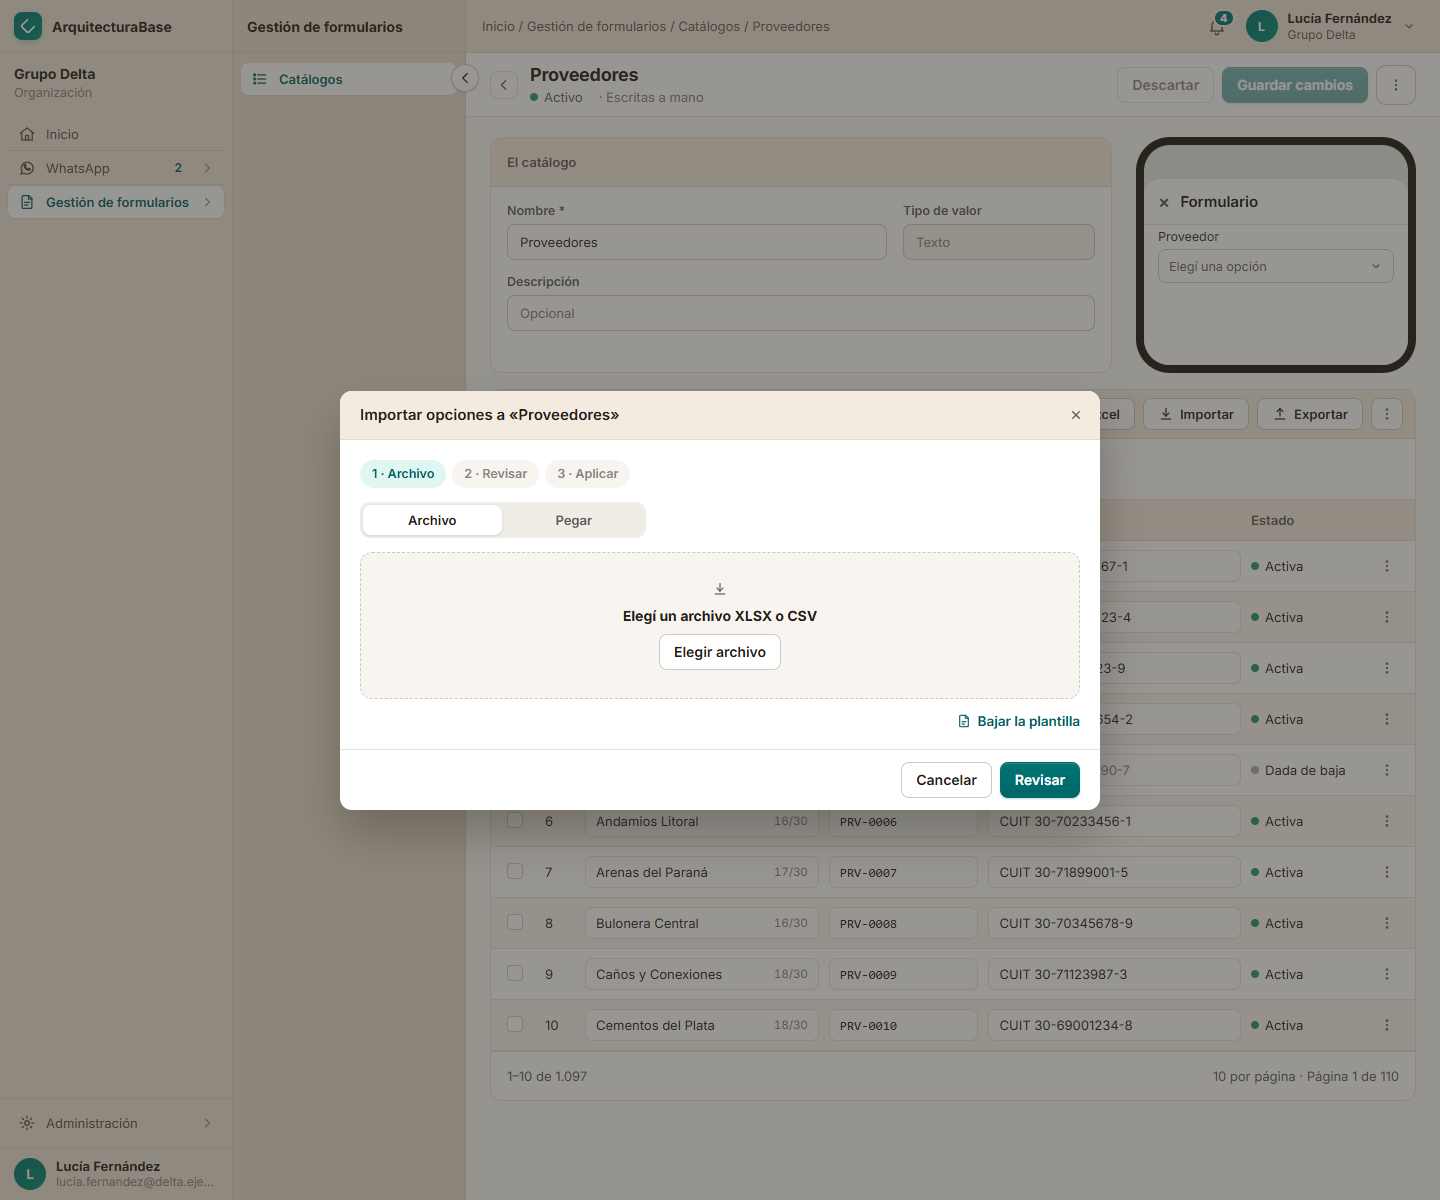 ArquitecturaBase
Grupo Delta
Organización
Inicio
WhatsApp 2
Gestión de formularios
Administración
Lucía Fernández
lucia.fernandez@delta.eje...
Gestión de formularios
Catálogos
Inicio / Gestión de formularios / Catálogos / Proveedores
4
L
Lucía Fernández
Grupo Delta
Proveedores
Activo · Escritas a mano
Descartar
Guardar cambios
El catálogo
Nombre *
Tipo de valor
Proveedores
Texto
Descripción
Opcional
Formulario
Proveedor
Elegí una opción
Importar
Exportar
Importar opciones a «Proveedores»
1 · Archivo
2 · Revisar
3 · Aplicar
Archivo
Pegar
Elegí un archivo XLSX o CSV
Elegir archivo
Bajar la plantilla
Cancelar
Revisar
Estado
67-1 Activa
23-4 Activa
23-9 Activa
654-2 Activa
90-7 Dada de baja
6 Andamios Litoral 16/30 PRV-0006 CUIT 30-70233456-1 Activa
7 Arenas del Paraná 17/30 PRV-0007 CUIT 30-71899001-5 Activa
8 Bulonera Central 16/30 PRV-0008 CUIT 30-70345678-9 Activa
9 Caños y Conexiones 18/30 PRV-0009 CUIT 30-71123987-3 Activa
10 Cementos del Plata 18/30 PRV-0010 CUIT 30-69001234-8 Activa
1–10 de 1.097
10 por página · Página 1 de 110
L